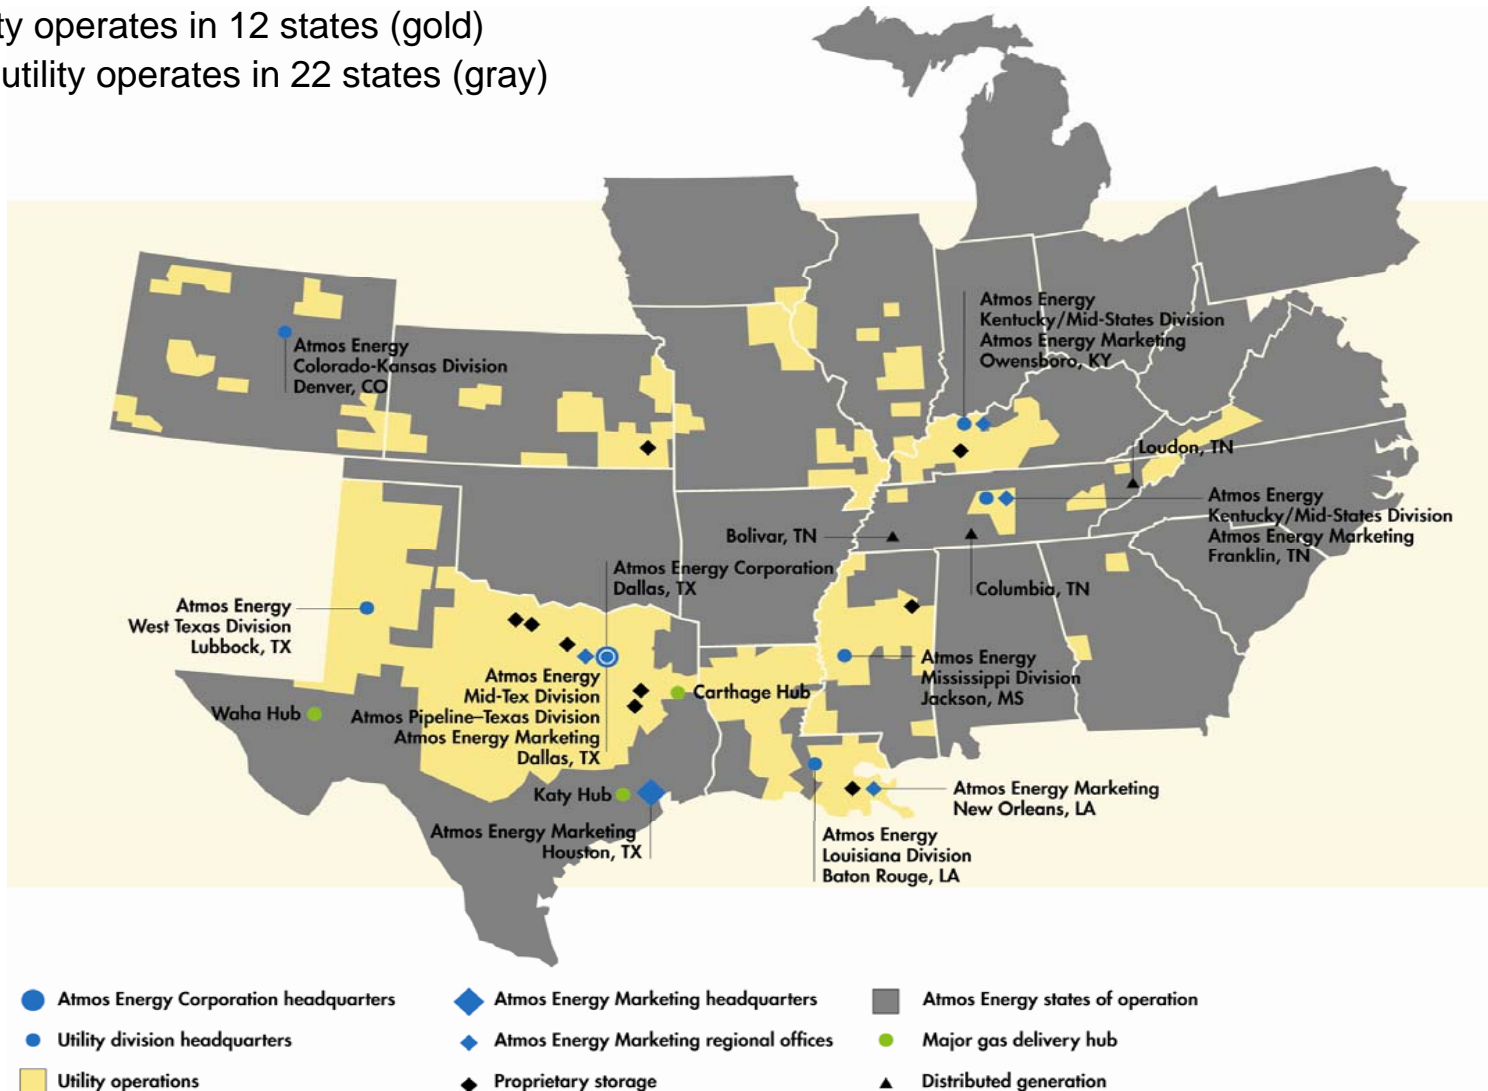 ty operates in 12 states (gold)
utility operates in 22 states (gray)
Atmos Energy
Kentucky/Mid-States Division
Atmos Energy Marketing
Owensboro, KY
Atmos Energy
Colorado-Kansas Division
Denver, CO
Loudon, TN
Atmos Energy
Kentucky/Mid-States Division
Atmos Energy Marketing
Franklin, TN
Bolivar, TN
Atmos Energy Corporation
Dallas, TX
Columbia, TN
Atmos Energy
West Texas Division
Lubbock, TX
Atmos Energy
Mississippi Division
Jackson, MS
Atmos Energy
Mid-Tex Division
Atmos Pipeline–Texas Division
Atmos Energy Marketing
Dallas, TX
Carthage Hub
Waha Hub
Katy Hub
Atmos Energy Marketing
New Orleans, LA
Atmos Energy Marketing
Houston, TX
Atmos Energy
Louisiana Division
Baton Rouge, LA
Atmos Energy Corporation headquarters
Atmos Energy Marketing headquarters
Atmos Energy states of operation
Utility division headquarters
Atmos Energy Marketing regional offices
Major gas delivery hub
Utility operations
Proprietary storage
Distributed generation